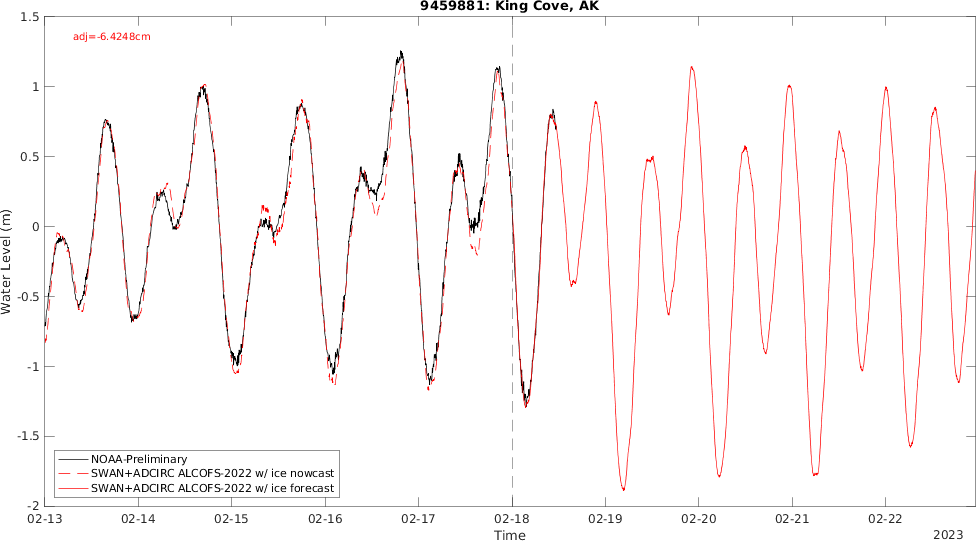 9459881: King Cove, AK
adj=-6.4248cm
1.5
1
0.5
0
-0.5
-1
-1.5
-2
Water Level (m)
NOAA-Preliminary
SWAN+ADCIRC ALCOFS-2022 w/ ice nowcast
SWAN+ADCIRC ALCOFS-2022 w/ ice forecast
02-13 02-14 02-15 02-16 02-17 02-18 02-19 02-20 02-21 02-22
Time
2023